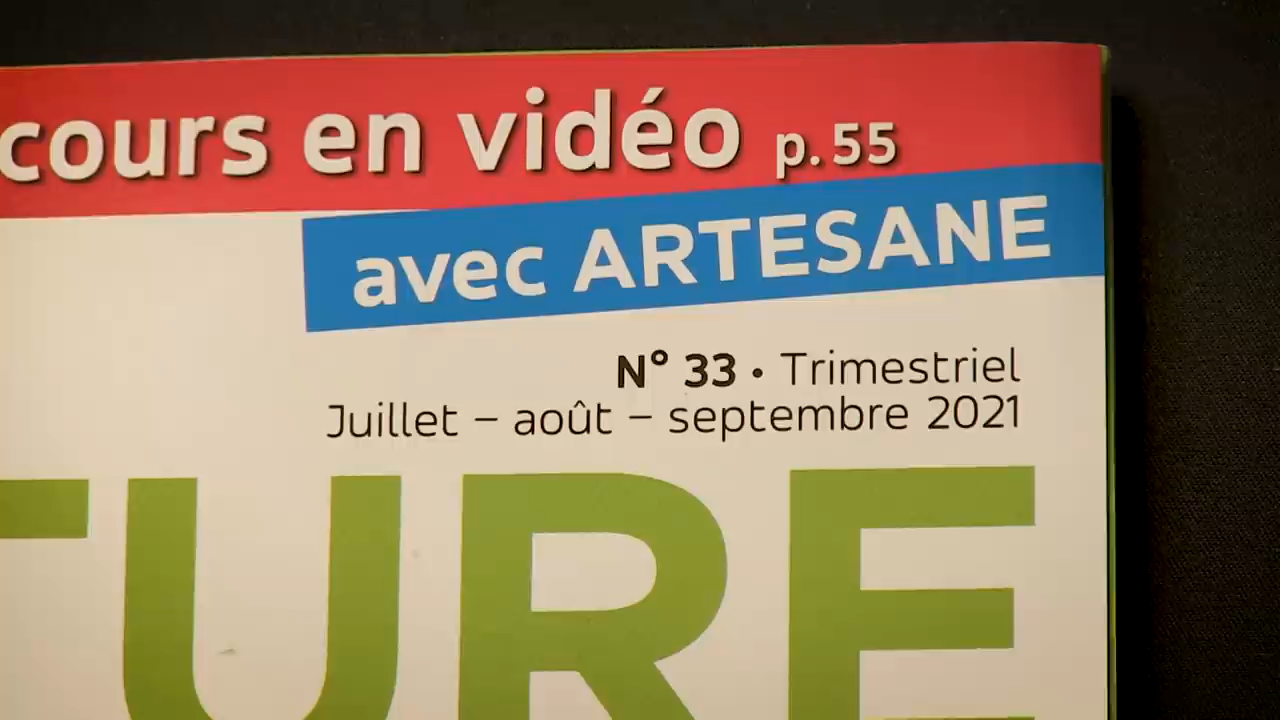 cours en vidéo p. 55
avec ARTESANE
N° 33 • Trimestriel
Juillet – août – septembre 2021
TURE